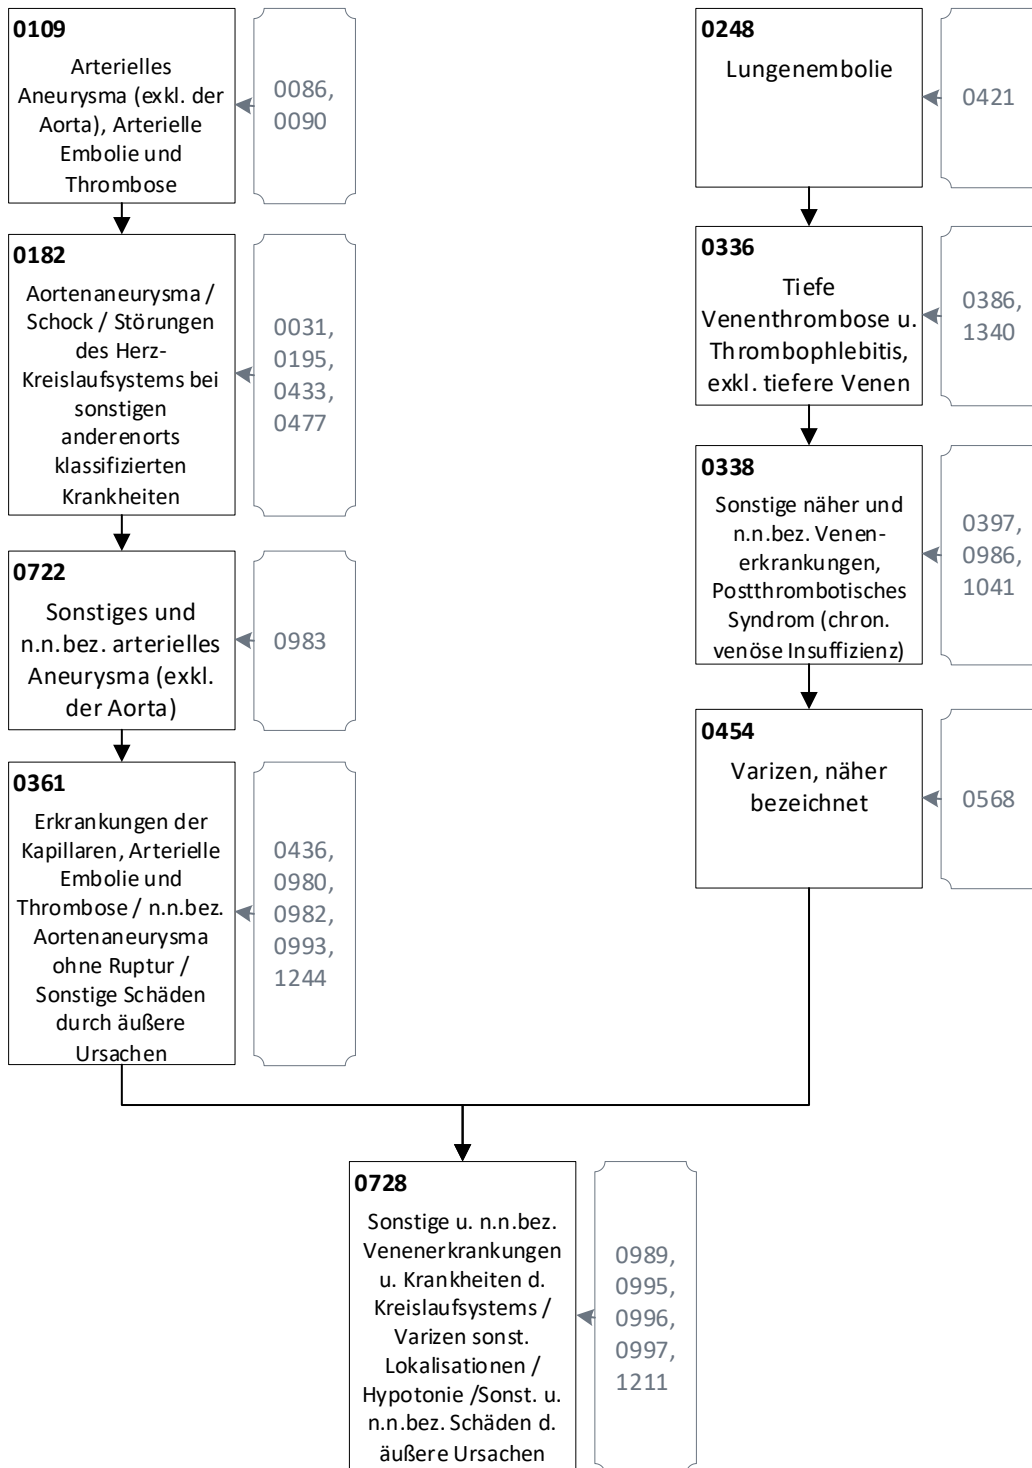 0109
Arterielles
Aneurysma (exkl. der
Aorta), Arterielle
Embolie und
Thrombose
0086,
0090
0182
Aortenaneurysma /
Schock / Störungen
des Herz-
Kreislaufsystems bei
sonstigen
anderenorts
klassifizierten
Krankheiten
0031,
0195,
0433,
0477
0722
Sonstiges und
n.n.bez. arterielles
Aneurysma (exkl.
der Aorta)
0983
0361
Erkrankungen der
Kapillaren, Arterielle
Embolie und
Thrombose / n.n.bez.
Aortenaneurysma
ohne Ruptur /
Sonstige Schäden
durch äußere
Ursachen
0436,
0980,
0982,
0993,
1244
0248
Lungenembolie
0421
0336
Tiefe
Venenthrombose u.
Thrombophlebitis,
exkl. tiefere Venen
0386,
1340
0338
Sonstige näher und
n.n.bez. Venen-
erkrankungen,
Postthrombotisches
Syndrom (chron.
venöse Insuffizienz)
0397,
0986,
1041
0454
Varizen, näher
bezeichnet
0568
0728
Sonstige u. n.n.bez.
Venenerkrankungen
u. Krankheiten d.
Kreislaufsystems /
Varizen sonst.
Lokalisationen /
Hypotonie /Sonst. u.
n.n.bez. Schäden d.
äußere Ursachen
0989,
0995,
0996,
0997,
1211